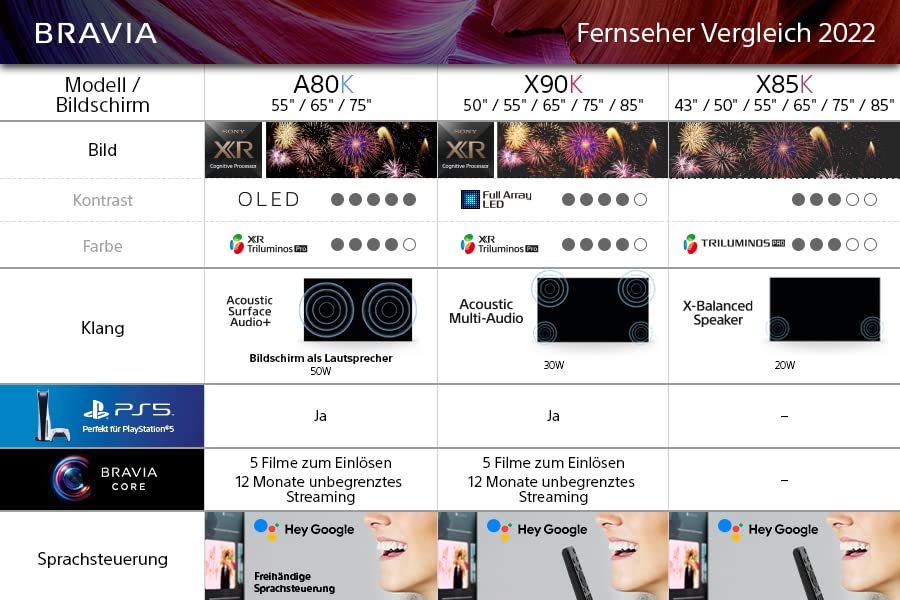 BRAVIA
Fernseher Vergleich 2022
Modell /
Bildschirm
A80K
55" / 65" / 75"
X90K
50" / 55" / 65" / 75" / 85"
X85K
43" / 50" / 55" / 65" / 75" / 85"
Bild
SONY
XR
Cognitive Processor
SONY
XR
Cognitive Processor
Kontrast
OLED
Full Array
LED
Farbe
XR
Triluminos Pro
XR
Triluminos Pro
TRILUMINOS PRO
Klang
Acoustic
Surface
Audio+
Bildschirm als Lautsprecher
50W
Acoustic
Multi-Audio
30W
X-Balanced
Speaker
20W
PS5
Perfekt für PlayStation®5
Ja
Ja
–
BRAVIA
CORE
5 Filme zum Einlösen
12 Monate unbegrenztes
Streaming
5 Filme zum Einlösen
12 Monate unbegrenztes
Streaming
–
Sprachsteuerung
Hey Google
Freihändige
Sprachsteuerung
Hey Google
Hey Google